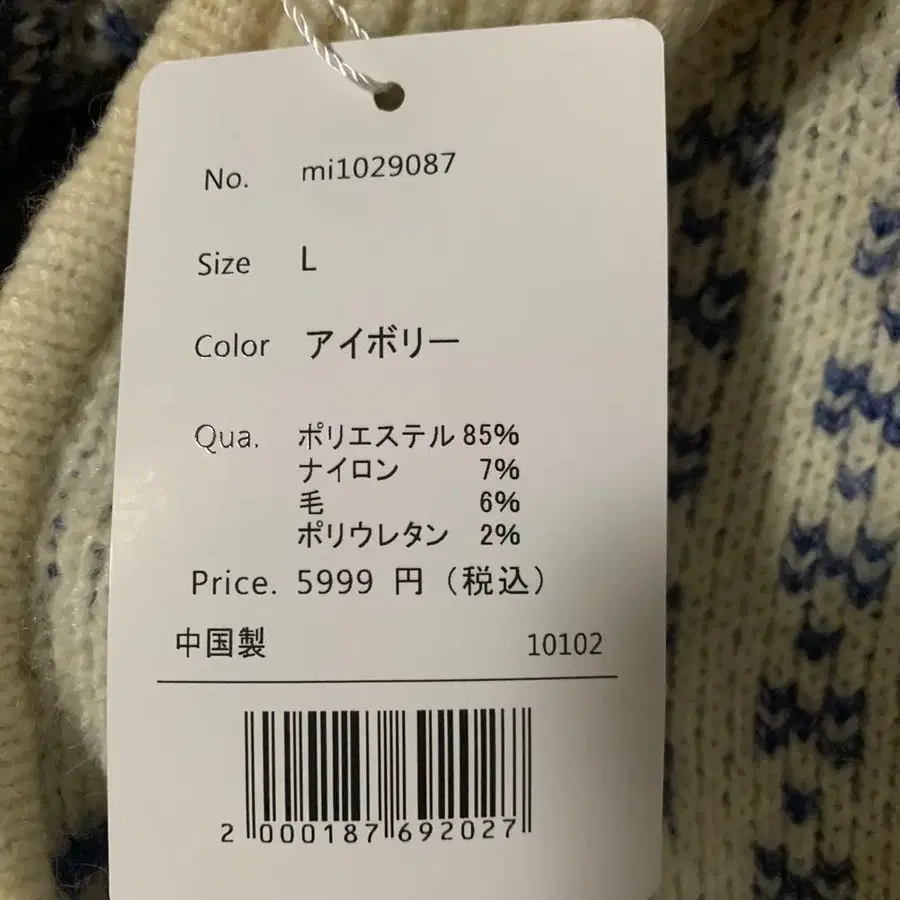 No. mi1029087
Size L
Color アイボリー
Qua. ポリエステル 85%
ナイロン 7%
毛 6%
ポリウレタン 2%
Price. 5999 円（税込）
中国製 10102
2 000187 692027